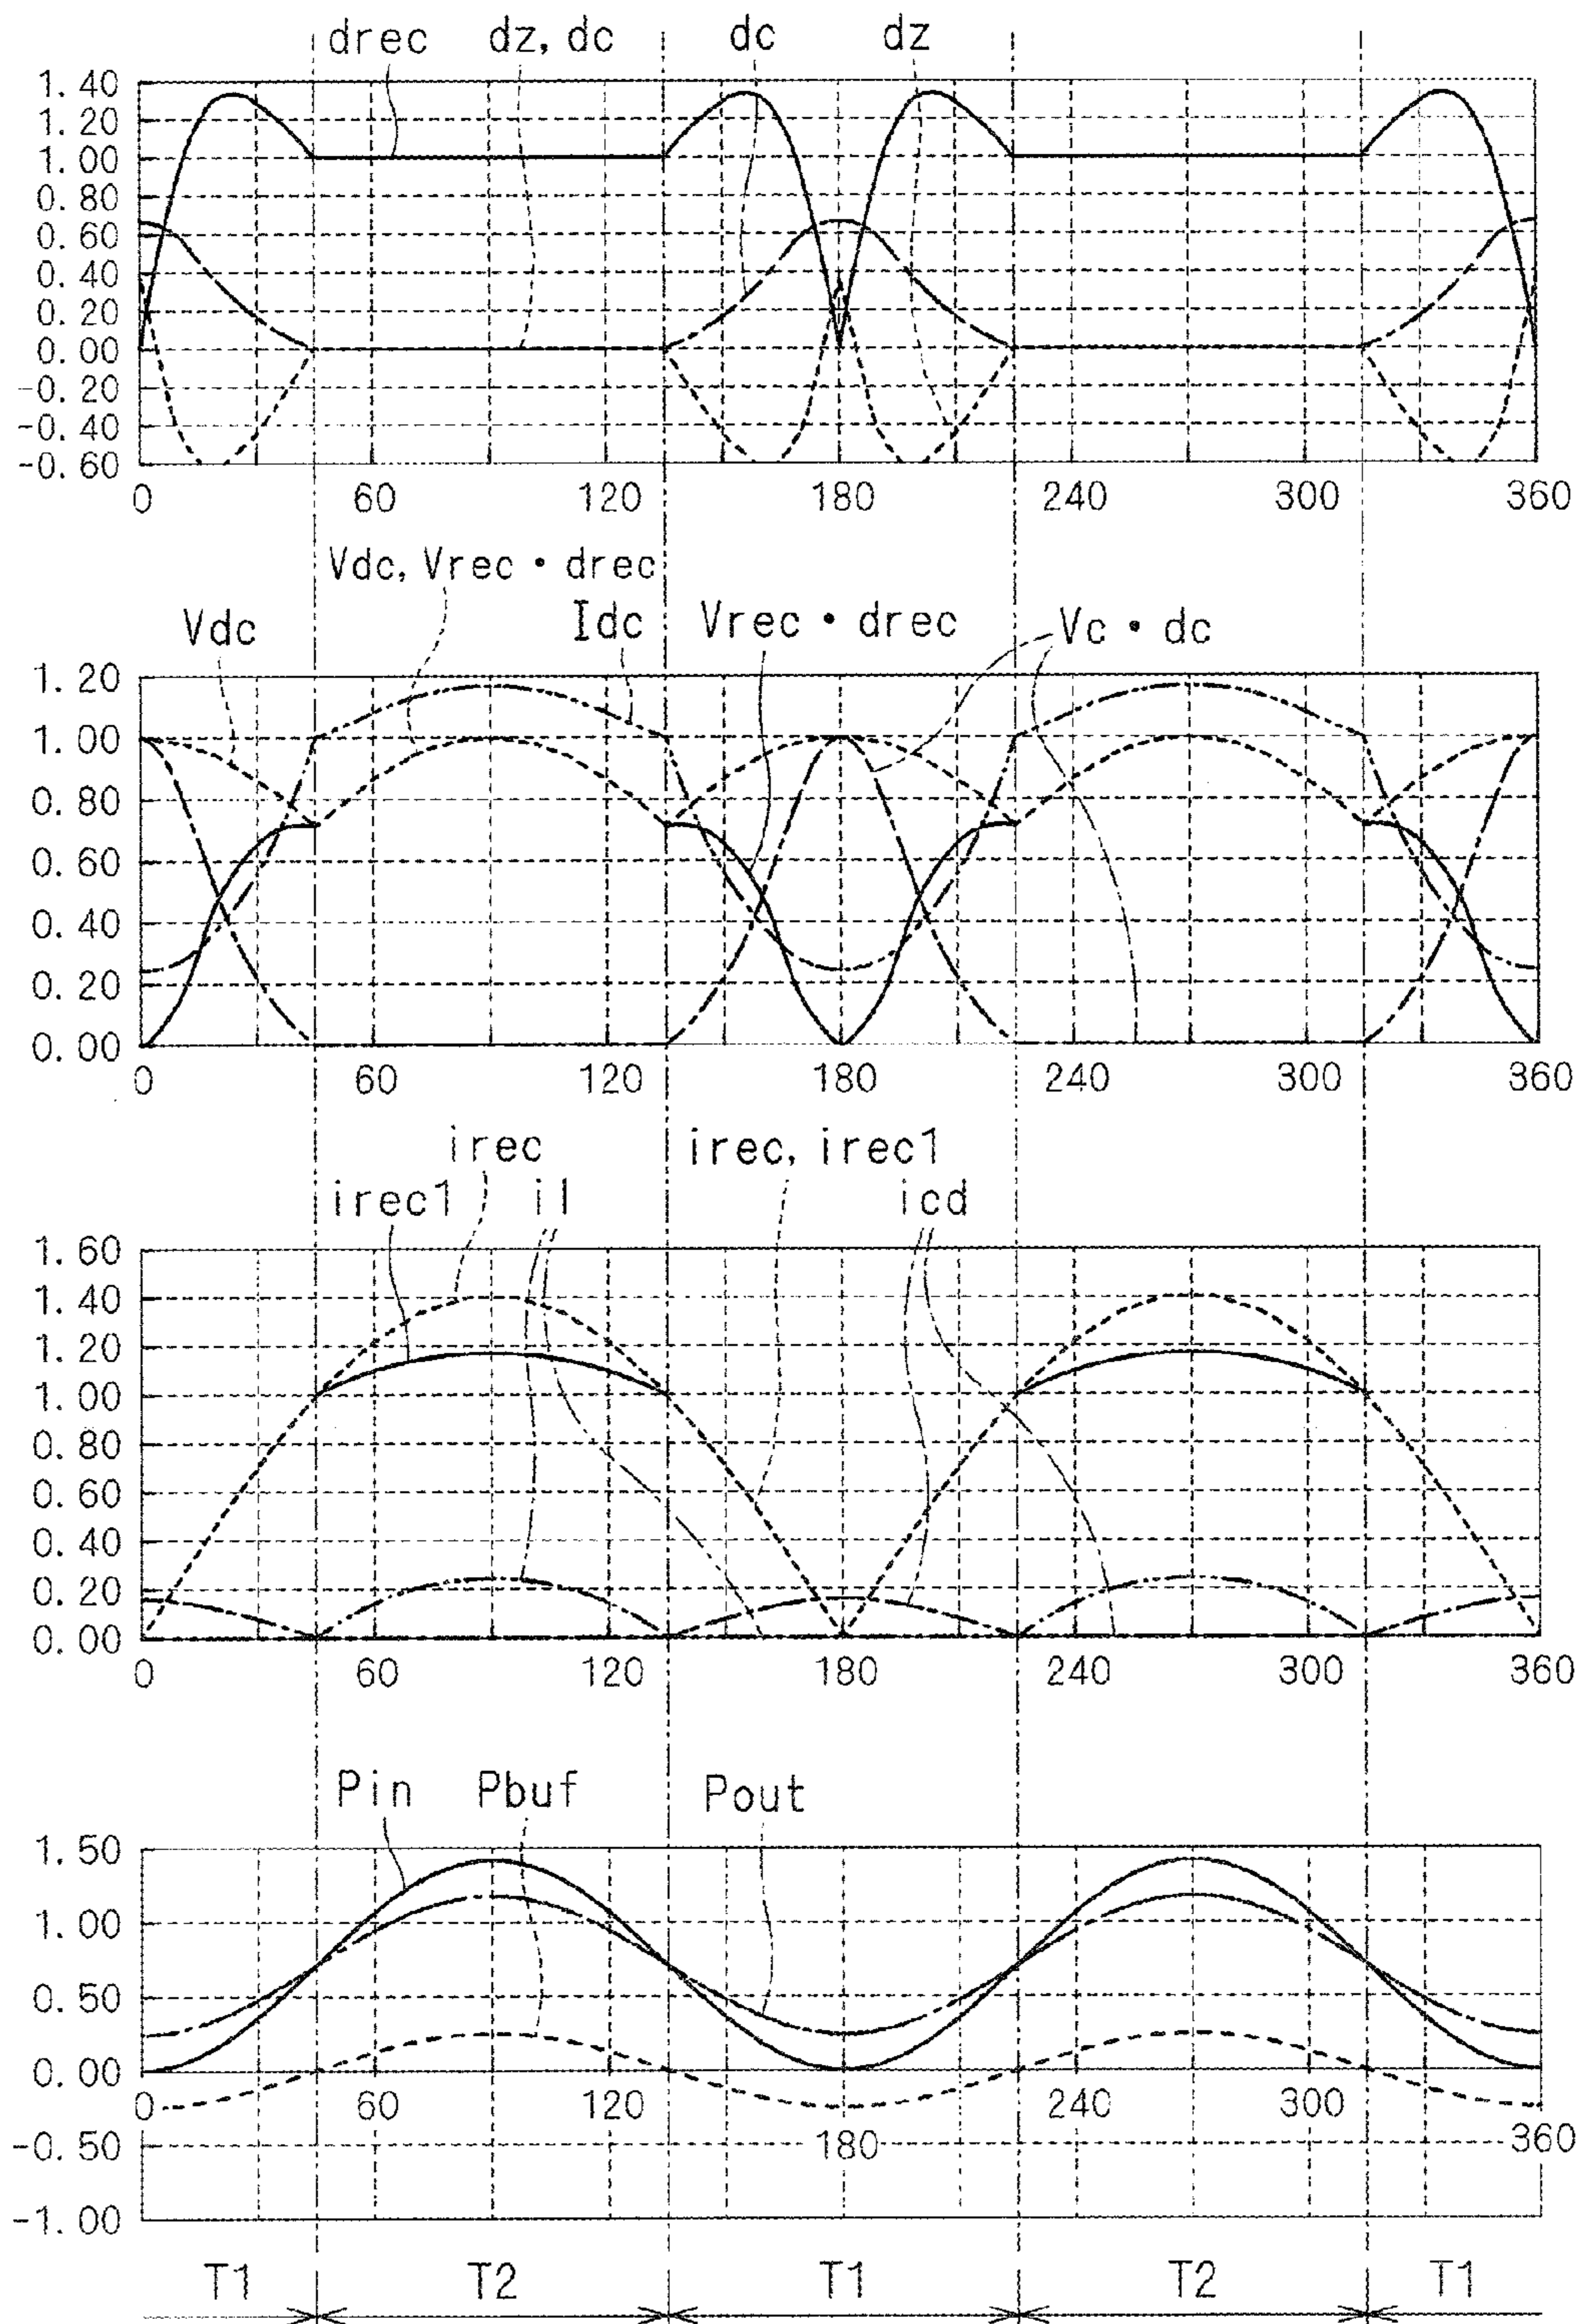 drec dz, dc dc dz
1.40
1.20
1.00
0.80
0.60
0.40
0.20
0.00
-0.20
-0.40
-0.60
0 60 120 180 240 300 360
Vdc, Vrec・drec
Vdc Idc Vrec・drec Vc・dc
1.20
1.00
0.80
0.60
0.40
0.20
0.00
0 60 120 180 240 300 360
irec irec, irec1
irec1 il icd
1.60
1.40
1.20
1.00
0.80
0.60
0.40
0.20
0.00
0 60 120 180 240 300 360
Pin Pbuf Pout
1.50
1.00
0.50
0.00
0 60 120 240 300
-0.50 180 360
-1.00
T1 T2 T1 T2 T1